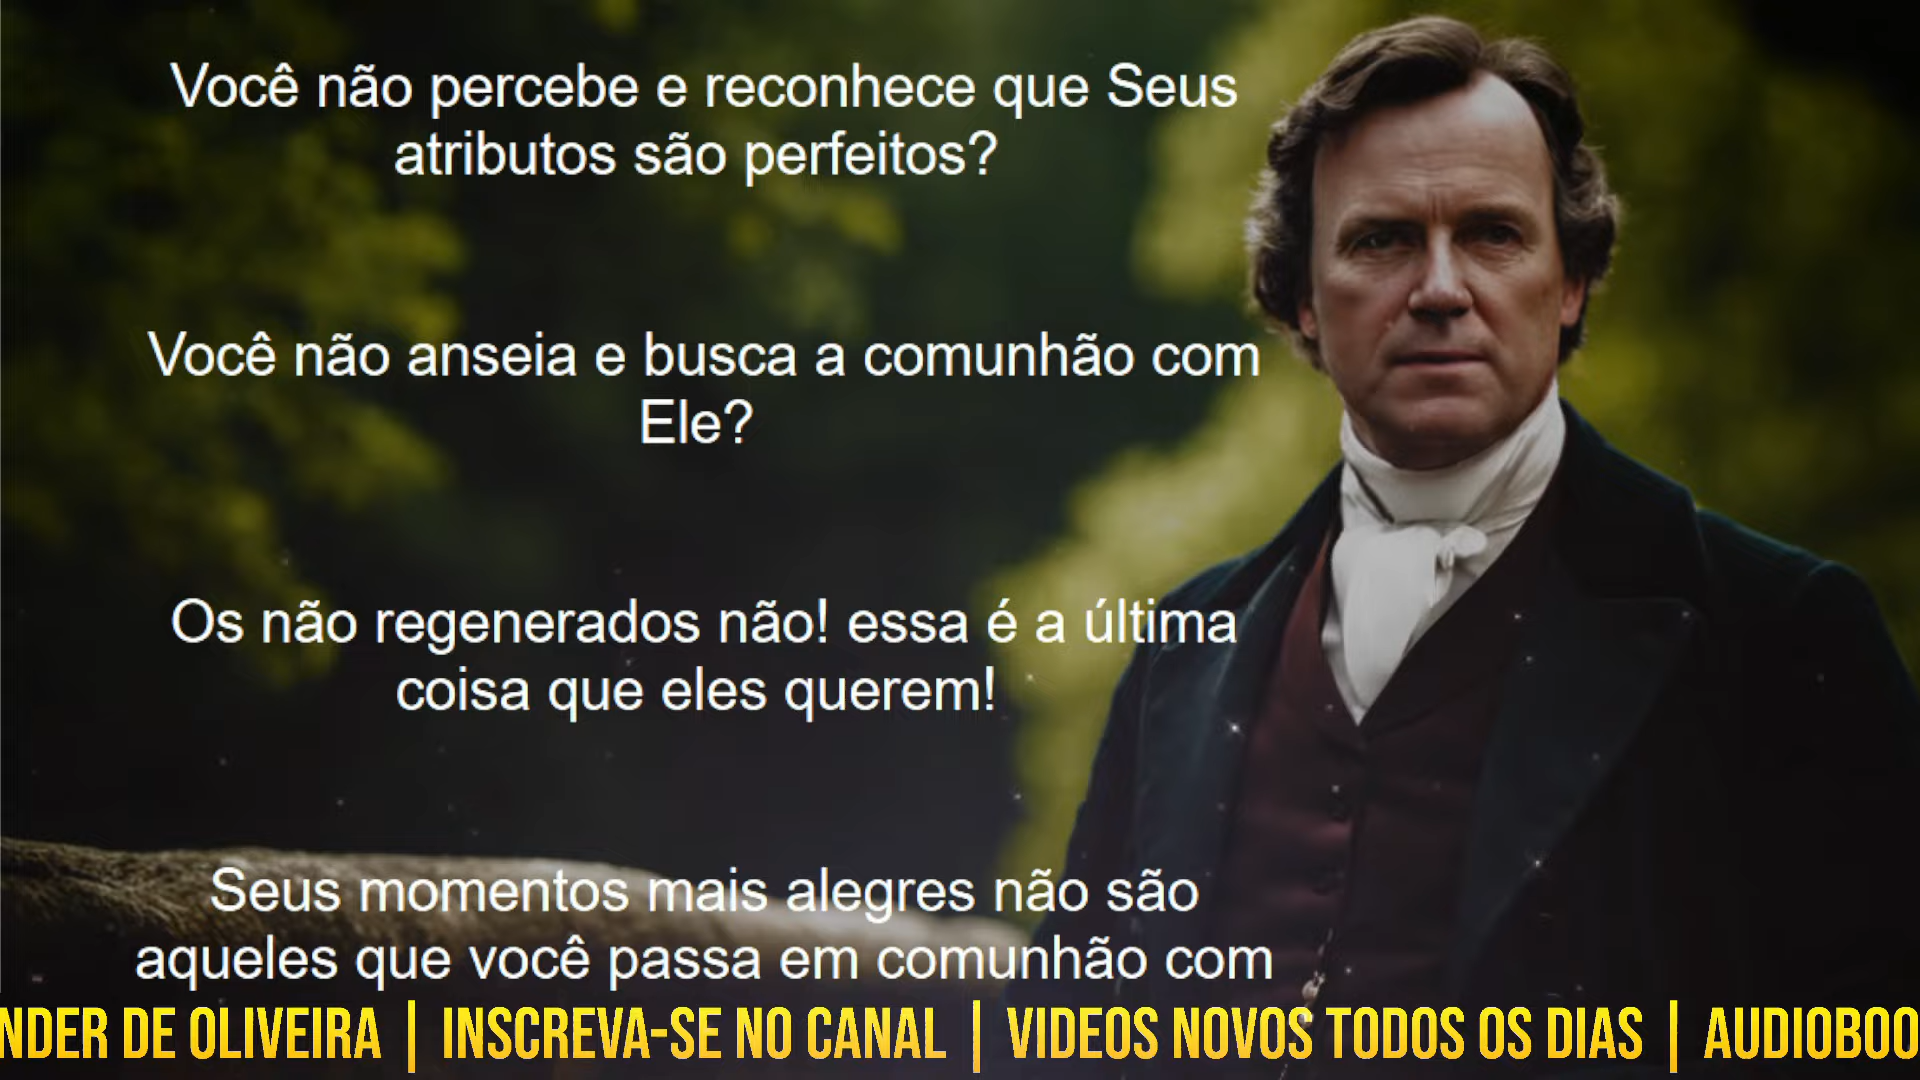 Você não percebe e reconhece que Seus
atributos são perfeitos?
Você não anseia e busca a comunhão com
Ele?
Os não regenerados não! essa é a última
coisa que eles querem!
Seus momentos mais alegres não são
aqueles que você passa em comunhão com
NDER DE OLIVEIRA | INSCREVA-SE NO CANAL | VIDEOS NOVOS TODOS OS DIAS | AUDIOBOO